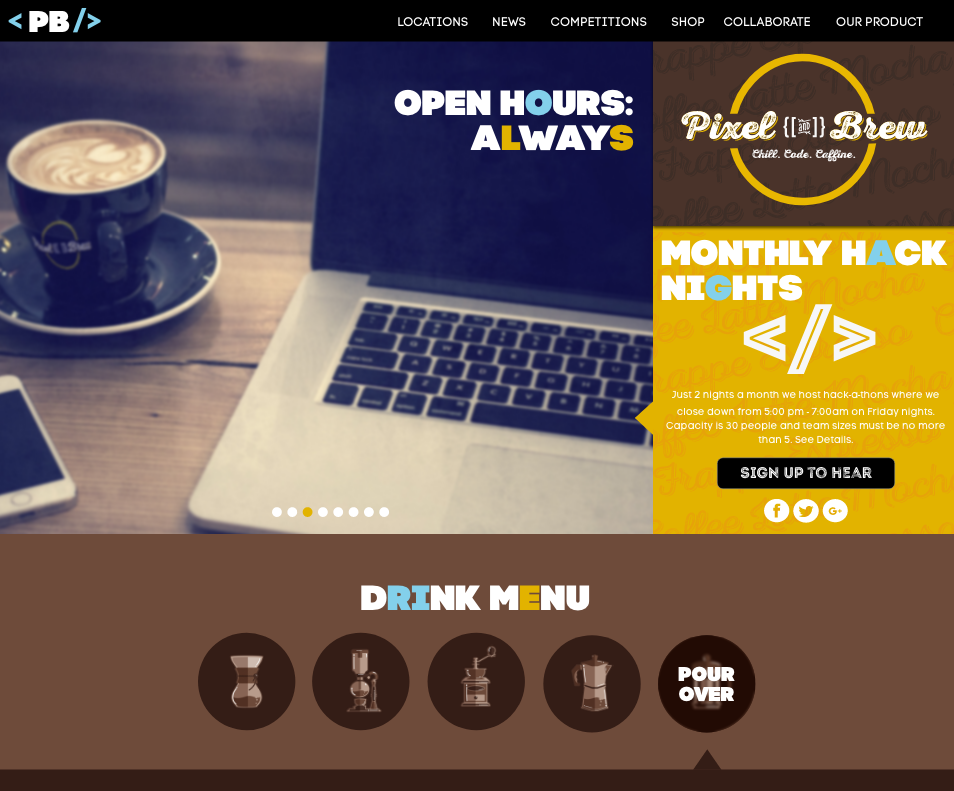 < PB />
LOCATIONS NEWS COMPETITIONS SHOP COLLABORATE OUR PRODUCT
OPEN HOURS:
ALWAYS
Pixel {[and]} Brew
Chill. Code. Caffine.
MONTHLY HACK
NIGHTS
</>
Just 2 nights a month we host hack-a-thons where we
close down from 5:00 pm - 7:00am on Friday nights.
Capacity is 30 people and team sizes must be no more
than 5. See Details.
SIGN UP TO HEAR
f G+
DRINK MENU
POUR
OVER